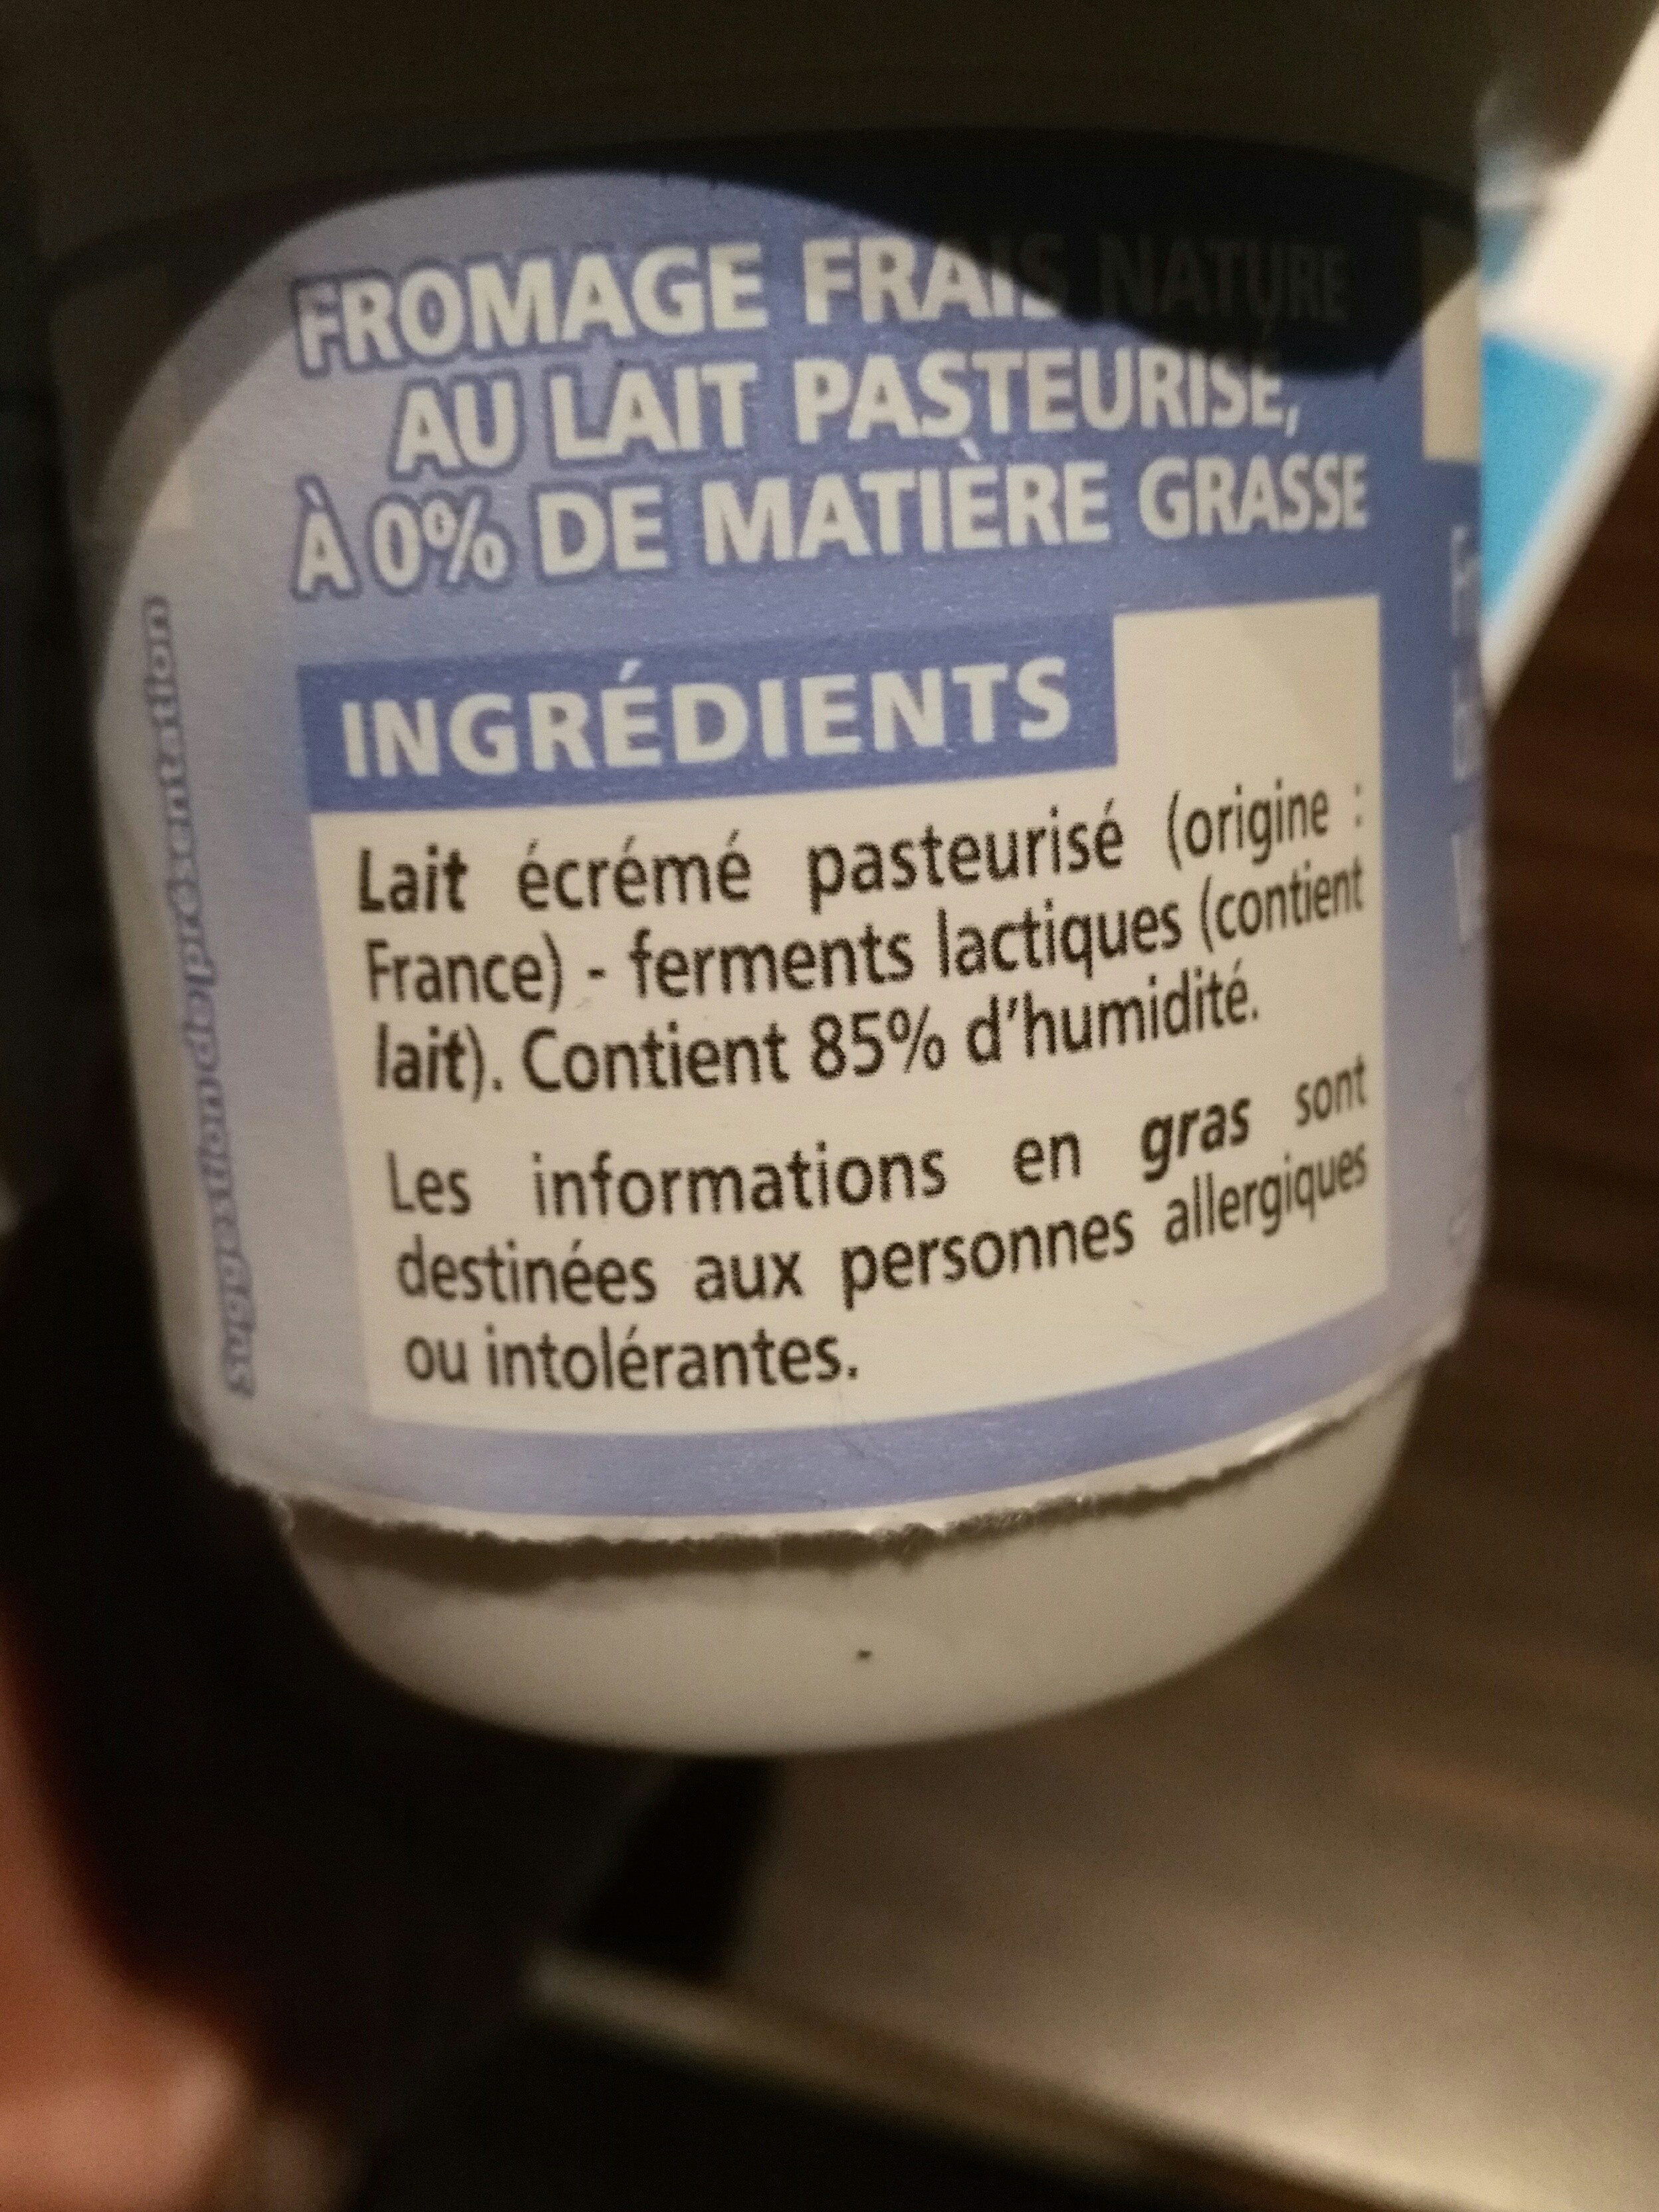 FROMAGE FRAIS NATURE
AU LAIT PASTEURISÉ,
À 0% DE MATIÈRE GRASSE
INGRÉDIENTS
Lait écrémé pasteurisé (origine :
France) - ferments lactiques (contient
lait). Contient 85% d'humidité.
Les informations en gras sont
destinées aux personnes allergiques
ou intolérantes.
Suggestion de présentation